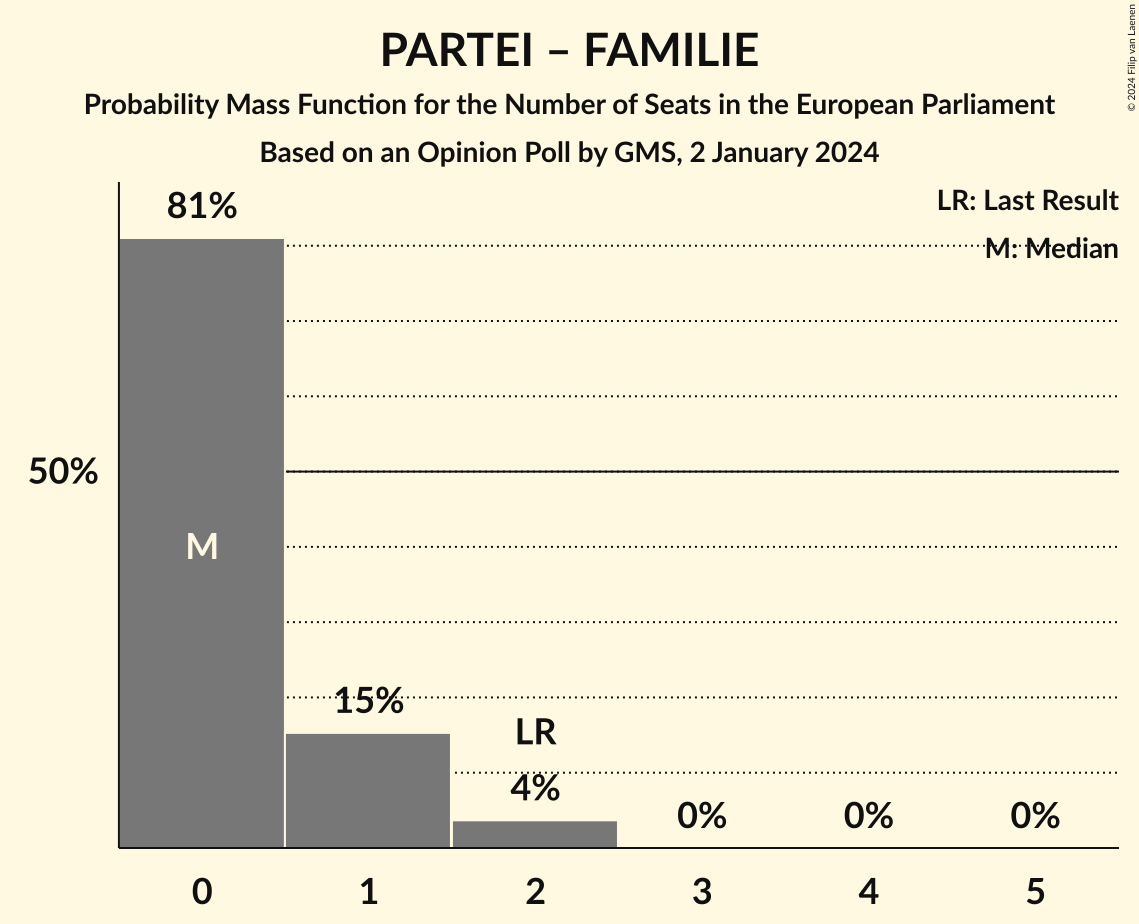 PARTEI – FAMILIE
Probability Mass Function for the Number of Seats in the European Parliament
Based on an Opinion Poll by GMS, 2 January 2024
© 2024 Filip van Laenen
LR: Last Result
M: Median
81%
50%
M
15%
LR
4%
0%
0%
0%
0
1
2
3
4
5